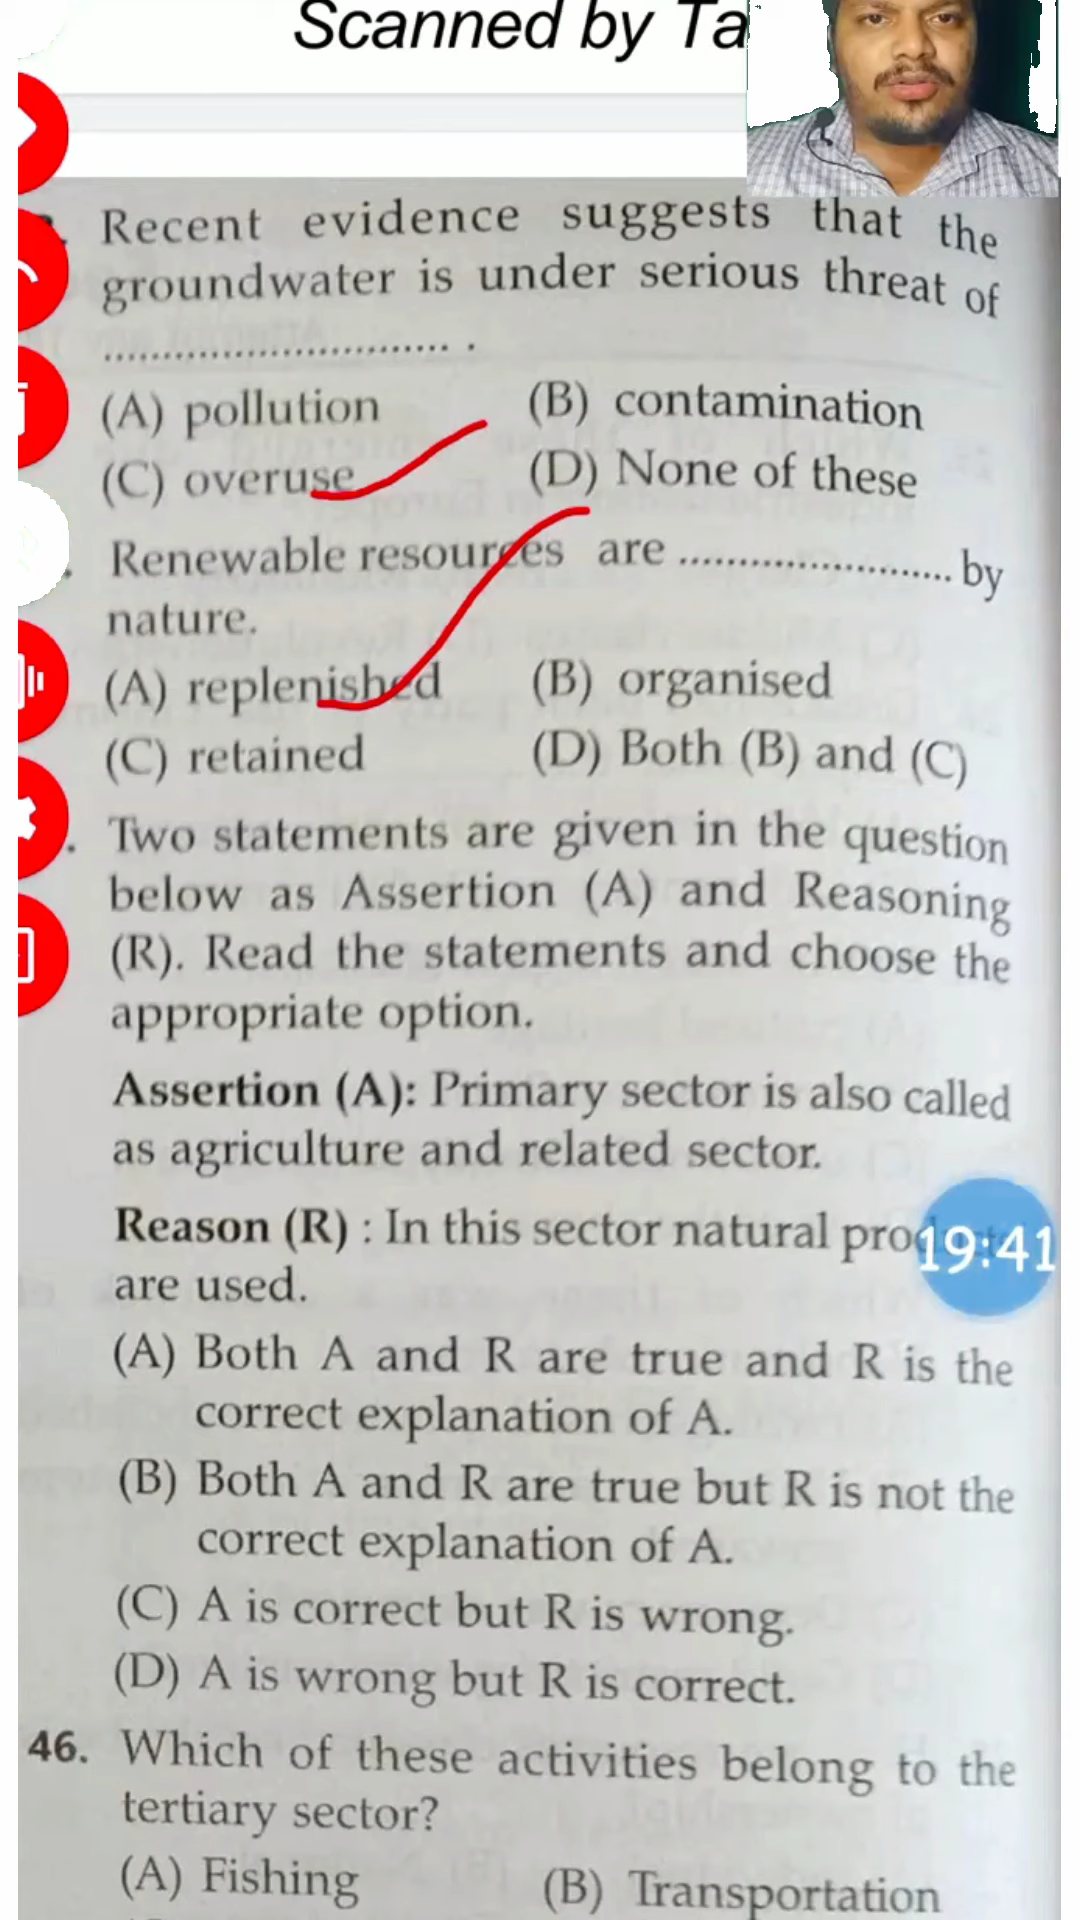 Scanned by Ta
Recent evidence suggests that the
groundwater is under serious threat of
............................. .
(A) pollution (B) contamination
(C) overuse (D) None of these
. Renewable resources are ........................ by
nature.
(A) replenished (B) organised
(C) retained (D) Both (B) and (C)
. Two statements are given in the question
below as Assertion (A) and Reasoning
(R). Read the statements and choose the
appropriate option.
Assertion (A): Primary sector is also called
as agriculture and related sector.
Reason (R) : In this sector natural
19:41
are used.
(A) Both A and R are true and R is the
correct explanation of A.
(B) Both A and R are true but R is not the
correct explanation of A.
(C) A is correct but R is wrong.
(D) A is wrong but R is correct.
46. Which of these activities belong to the
tertiary sector?
(A) Fishing (B) Transportation